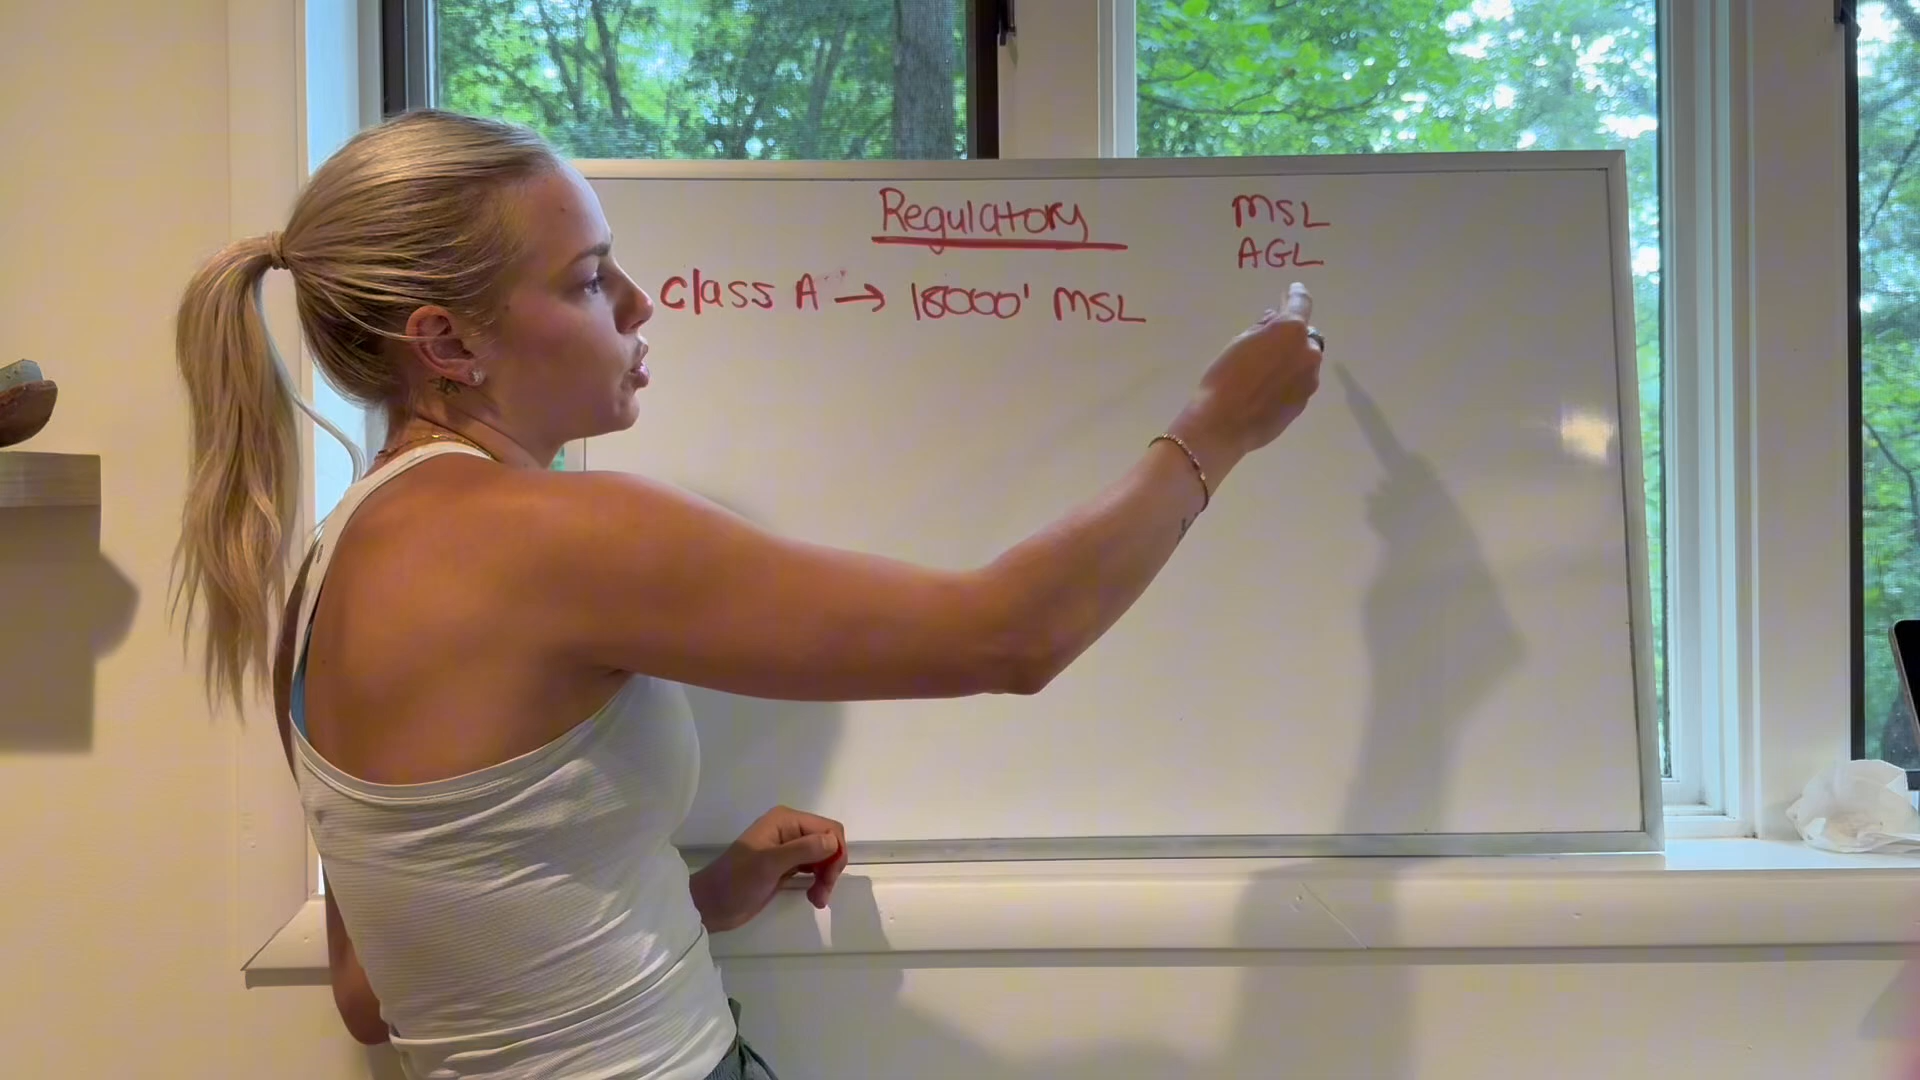 Regulatory
MSL
AGL
class A → 18000' MSL